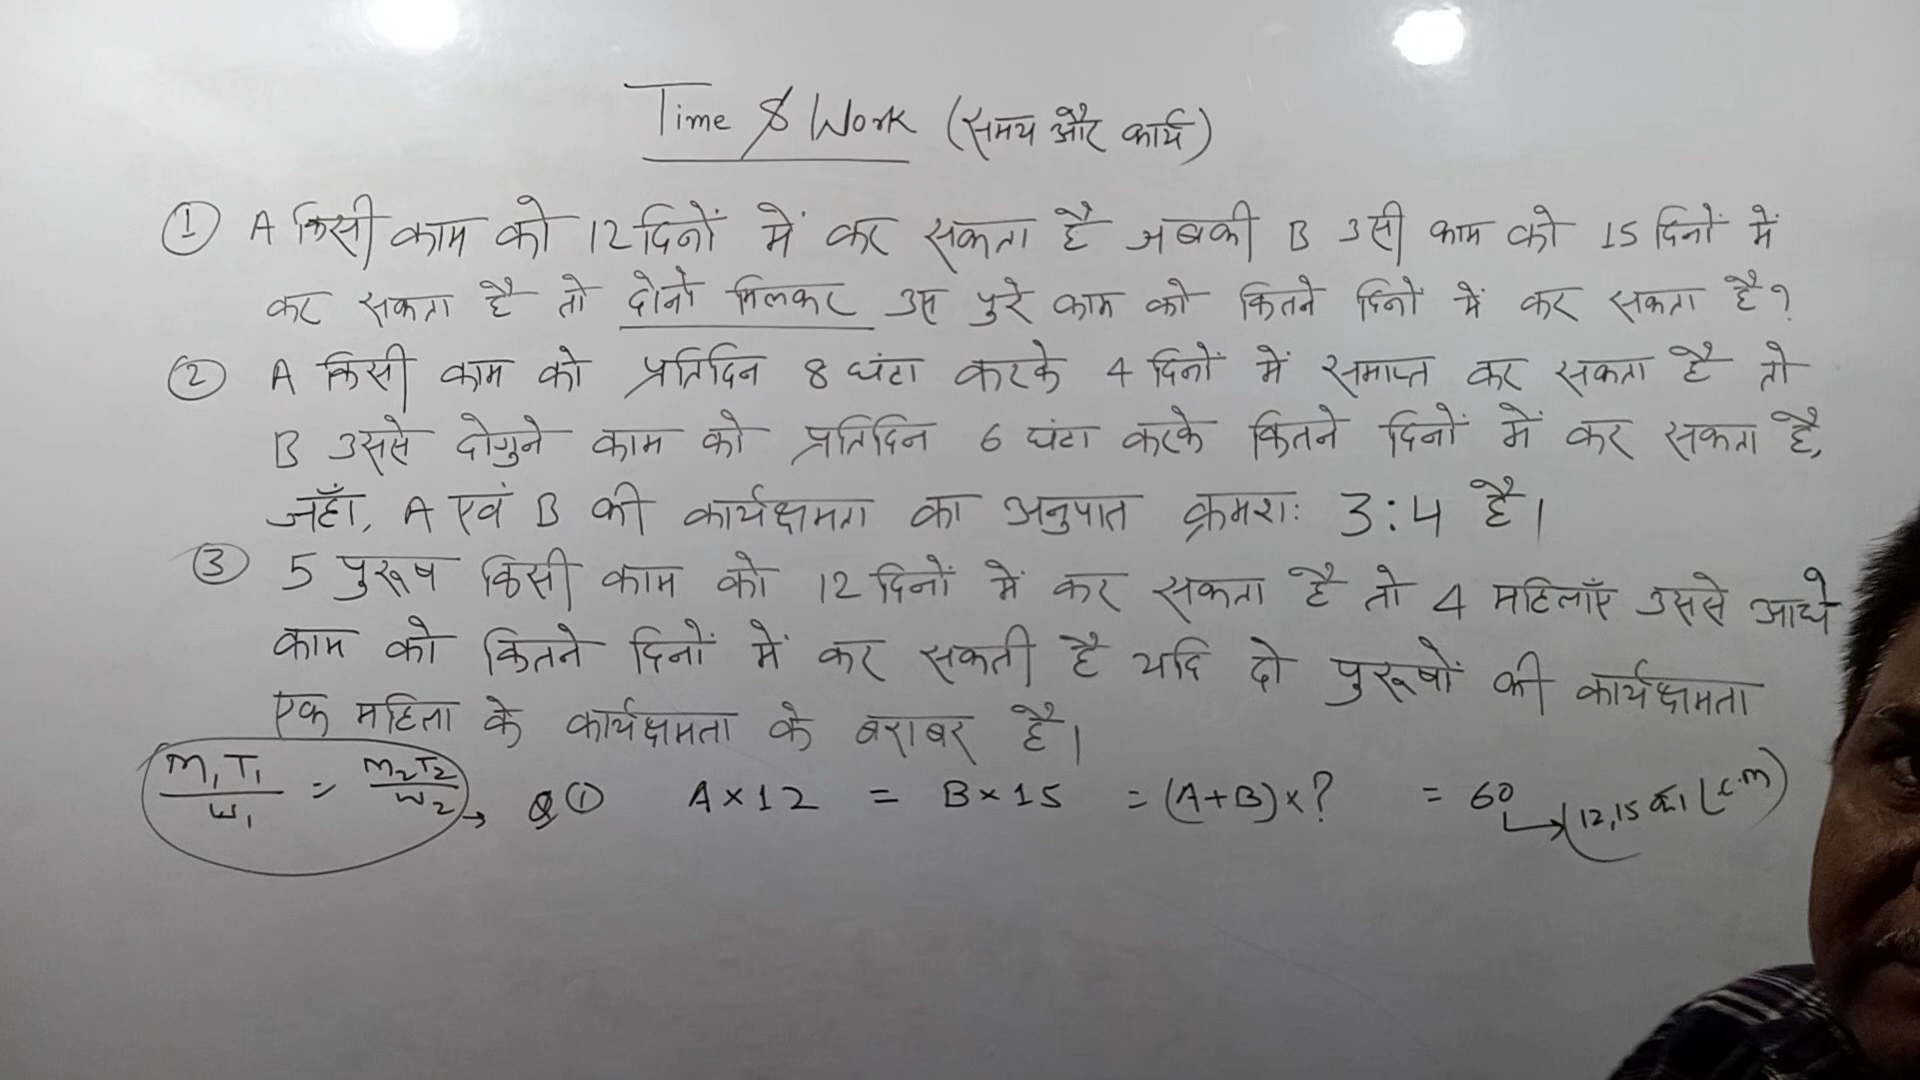 Time & Work (समय और कार्य)
① A किसी काम को 12 दिनों में कर सकता है जबकी B उसी काम को 15 दिनों में
कर सकता है तो दोनो मिलकर उस पुरे काम को कितने दिनों में कर सकता है?
② A किसी काम को प्रतिदिन 8 घंटा करके 4 दिनों में समाप्त कर सकता है तो
B उससे दोगुने काम को प्रतिदिन 6 घंटा करके कितने दिनों में कर सकता है,
जहाँ, A एवं B की कार्यक्षमता का अनुपात क्रमशः 3:4 है।
③ 5 पुरूष किसी काम को 12 दिनों में कर सकता है तो 4 महिलाएँ उससे आधे
काम को कितने दिनों में कर सकती है यदि दो पुरूषों की कार्यक्षमता
एक महिला के कार्यक्षमता के बराबर है।
M₁T₁/W₁ = M₂T₂/W₂ → Q ① A×12 = B×15 = (A+B)×? = 60 → (12,15 का LCM)